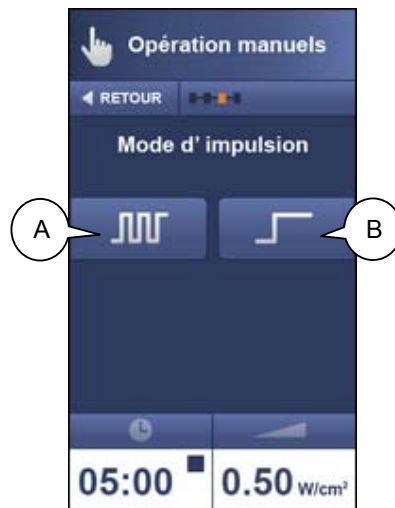 Opération manuels
RETOUR
Mode d' impulsion
A
B
05:00
0.50 W/cm²